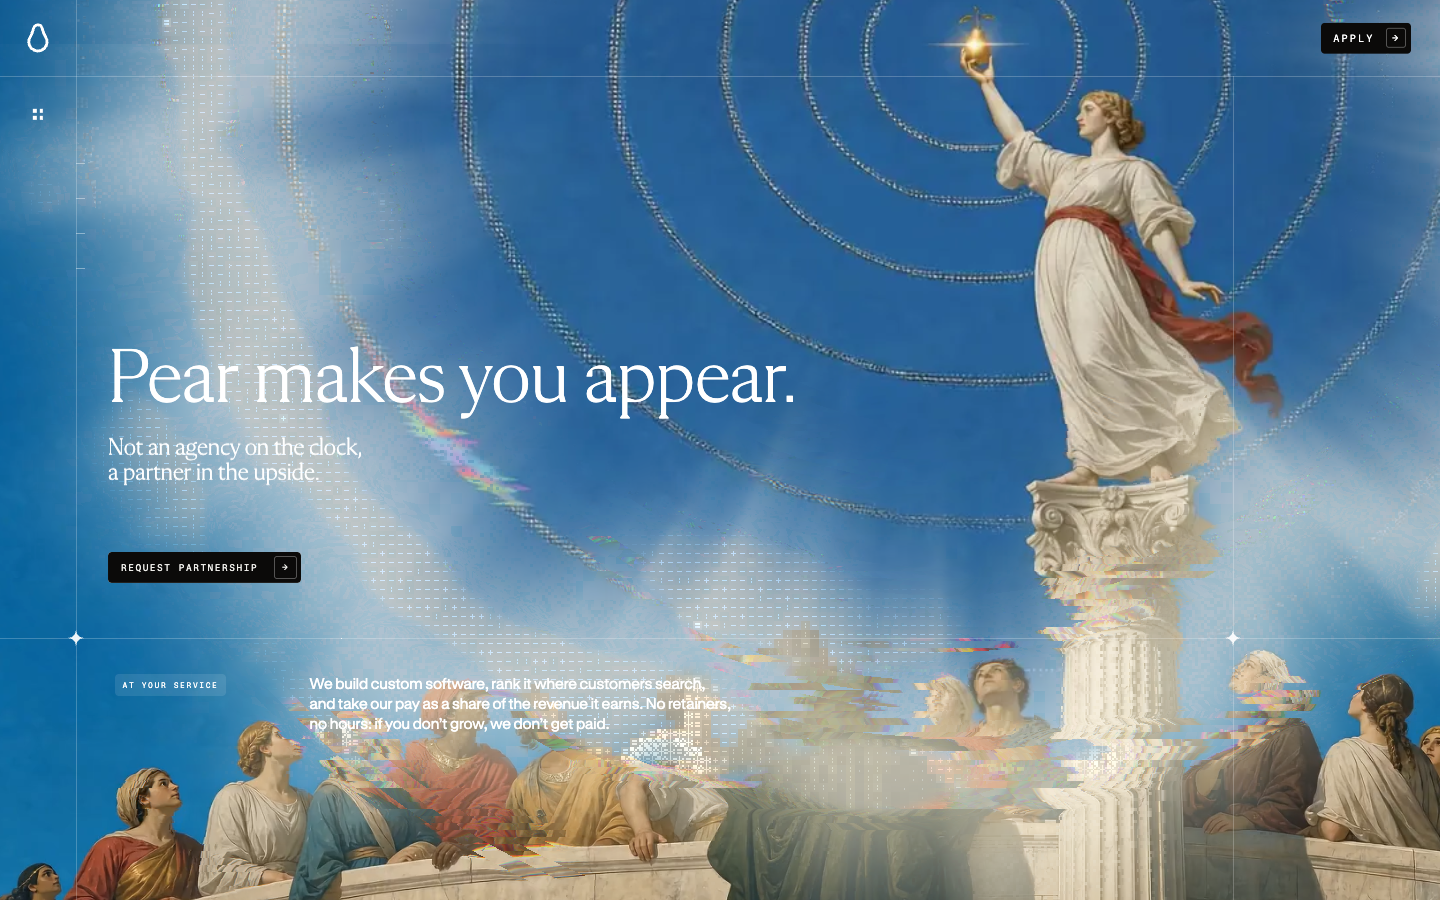 APPLY
Pear makes you appear.
Not an agency on the clock,
a partner in the upside.
REQUEST PARTNERSHIP
AT YOUR SERVICE
We build custom software, rank it where customers search,
and take our pay as a share of the revenue it earns. No retainers,
no hours: if you don't grow, we don't get paid.